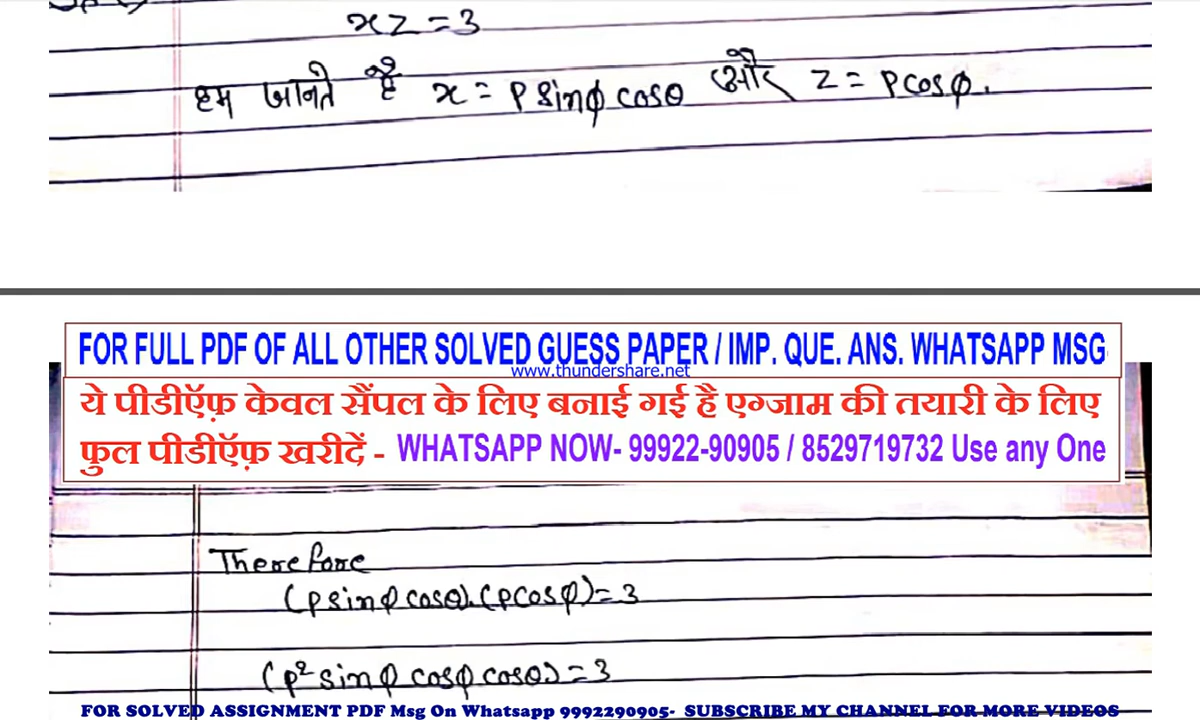 xz = 3
हम जानते है x = ρ sinφ cosθ और z = ρ cosφ.
FOR FULL PDF OF ALL OTHER SOLVED GUESS PAPER / IMP. QUE. ANS. WHATSAPP MSG
www.thundershare.net
ये पीडीऍफ़ केवल सैंपल के लिए बनाई गई है एग्जाम की तयारी के लिए
फुल पीडीऍफ़ खरीदें - WHATSAPP NOW- 99922-90905 / 8529719732 Use any One
Therefore
(ρ sinφ cosθ).(ρ cosφ) = 3
(ρ² sinφ cosφ cosθ) = 3
FOR SOLVED ASSIGNMENT PDF Msg On Whatsapp 9992290905- SUBSCRIBE MY CHANNEL FOR MORE VIDEOS